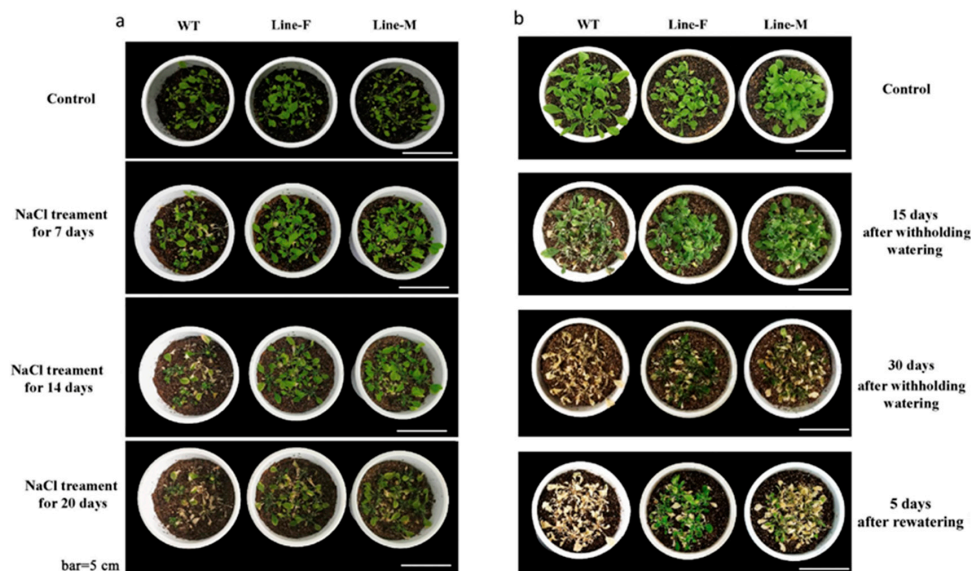 a
WT Line-F Line-M
Control
NaCl treament
for 7 days
NaCl treament
for 14 days
NaCl treament
for 20 days
bar=5 cm
b
WT Line-F Line-M
Control
15 days
after withholding
watering
30 days
after withholding
watering
5 days
after rewatering